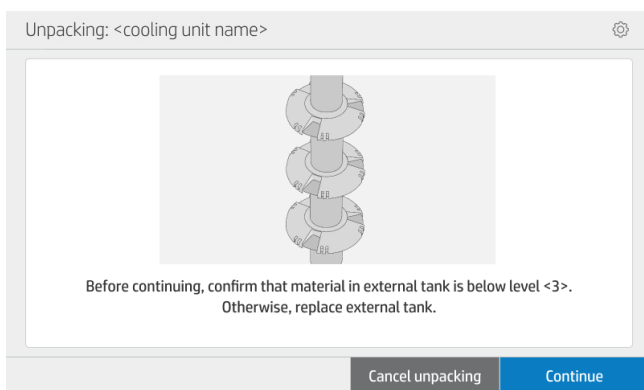 Unpacking: <cooling unit name>
Before continuing, confirm that material in external tank is below level <3>.
Otherwise, replace external tank.
Cancel unpacking
Continue